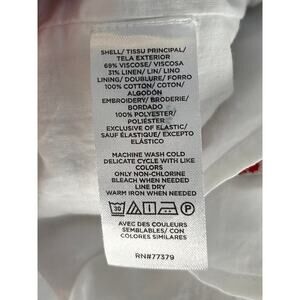 SHELL/ TISSU PRINCIPAL/
TELA EXTERIOR
69% VISCOSE/ VISCOSA
31% LINEN/ LIN/ LINO
LINING/ DOUBLURE/ FORRO
100% COTTON/ COTON/
ALGODÓN
EMBROIDERY/ BRODERIE/
BORDADO
100% POLYESTER/
POLIÉSTER
EXCLUSIVE OF ELASTIC/
SAUF ÉLASTIQUE/ EXCEPTO
ELÁSTICO
MACHINE WASH COLD
DELICATE CYCLE WITH LIKE
COLORS
ONLY NON-CHLORINE
BLEACH WHEN NEEDED
LINE DRY
WARM IRON WHEN NEEDED
30
AVEC DES COULEURS
SEMBLABLES/ CON
COLORES SIMILARES
RN#77379